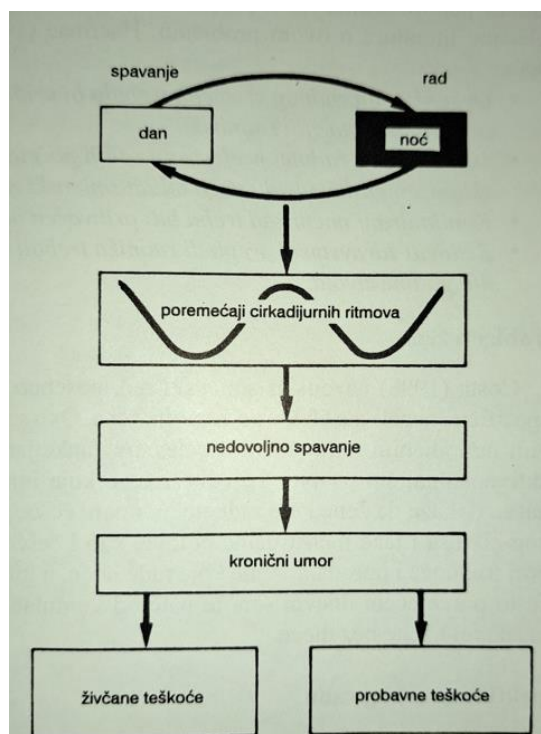 spavanje
rad
dan
noć
poremećaji cirkadijurnih ritmova
nedovoljno spavanje
kronični umor
živčane teškoće
probavne teškoće